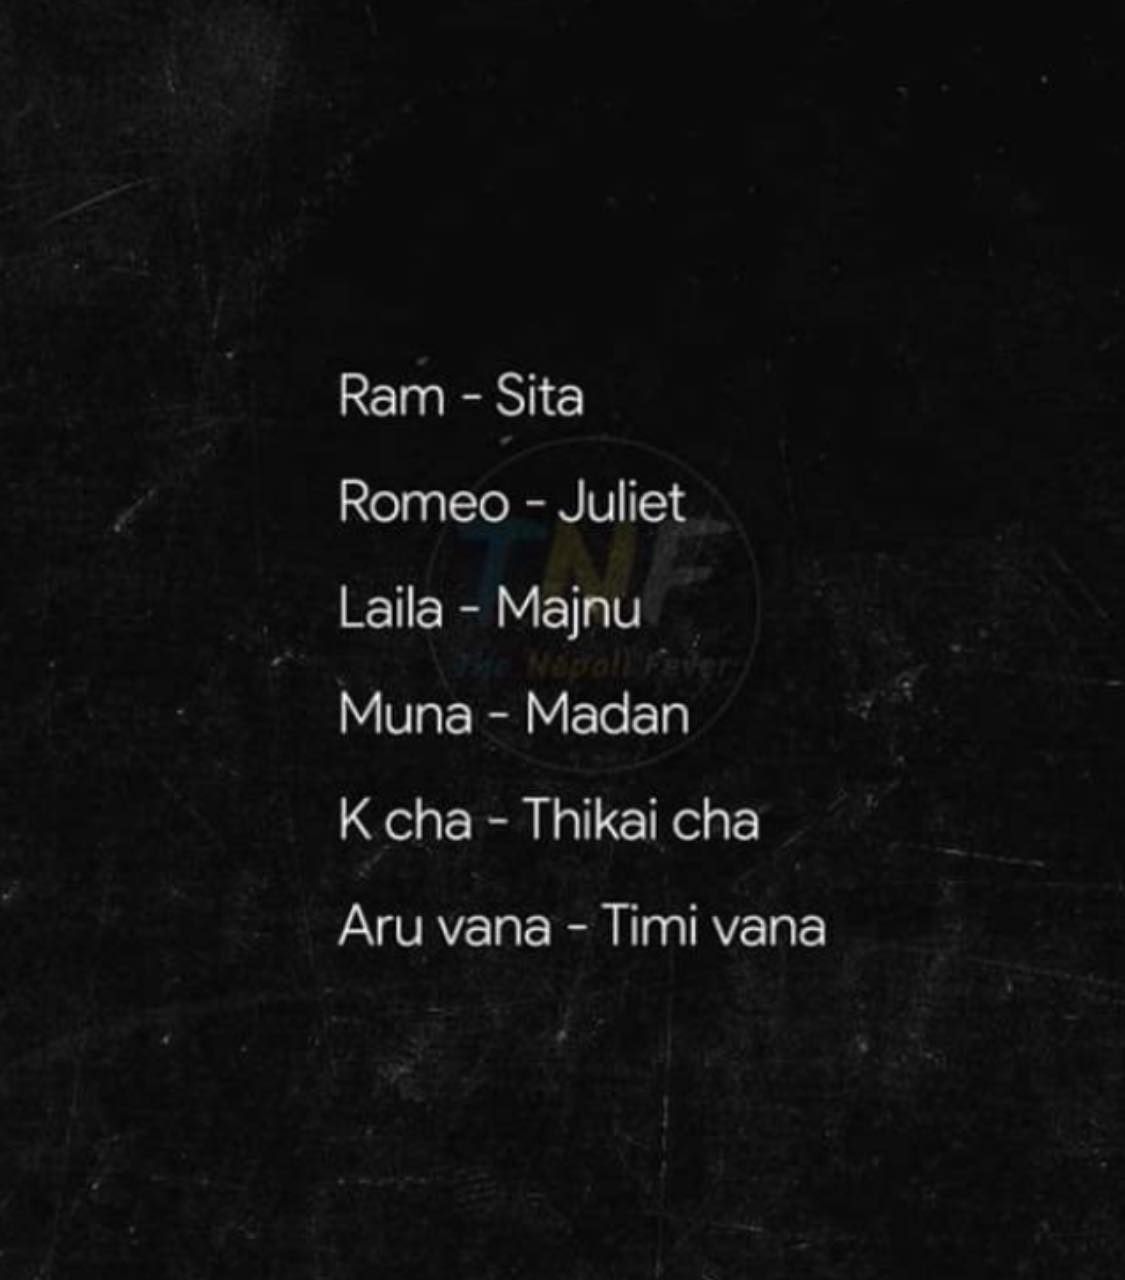 Ram - Sita
Romeo - Juliet
TNF
Laila - Majnu
The Nepali Fever
Muna - Madan
K cha - Thikai cha
Aru vana - Timi vana